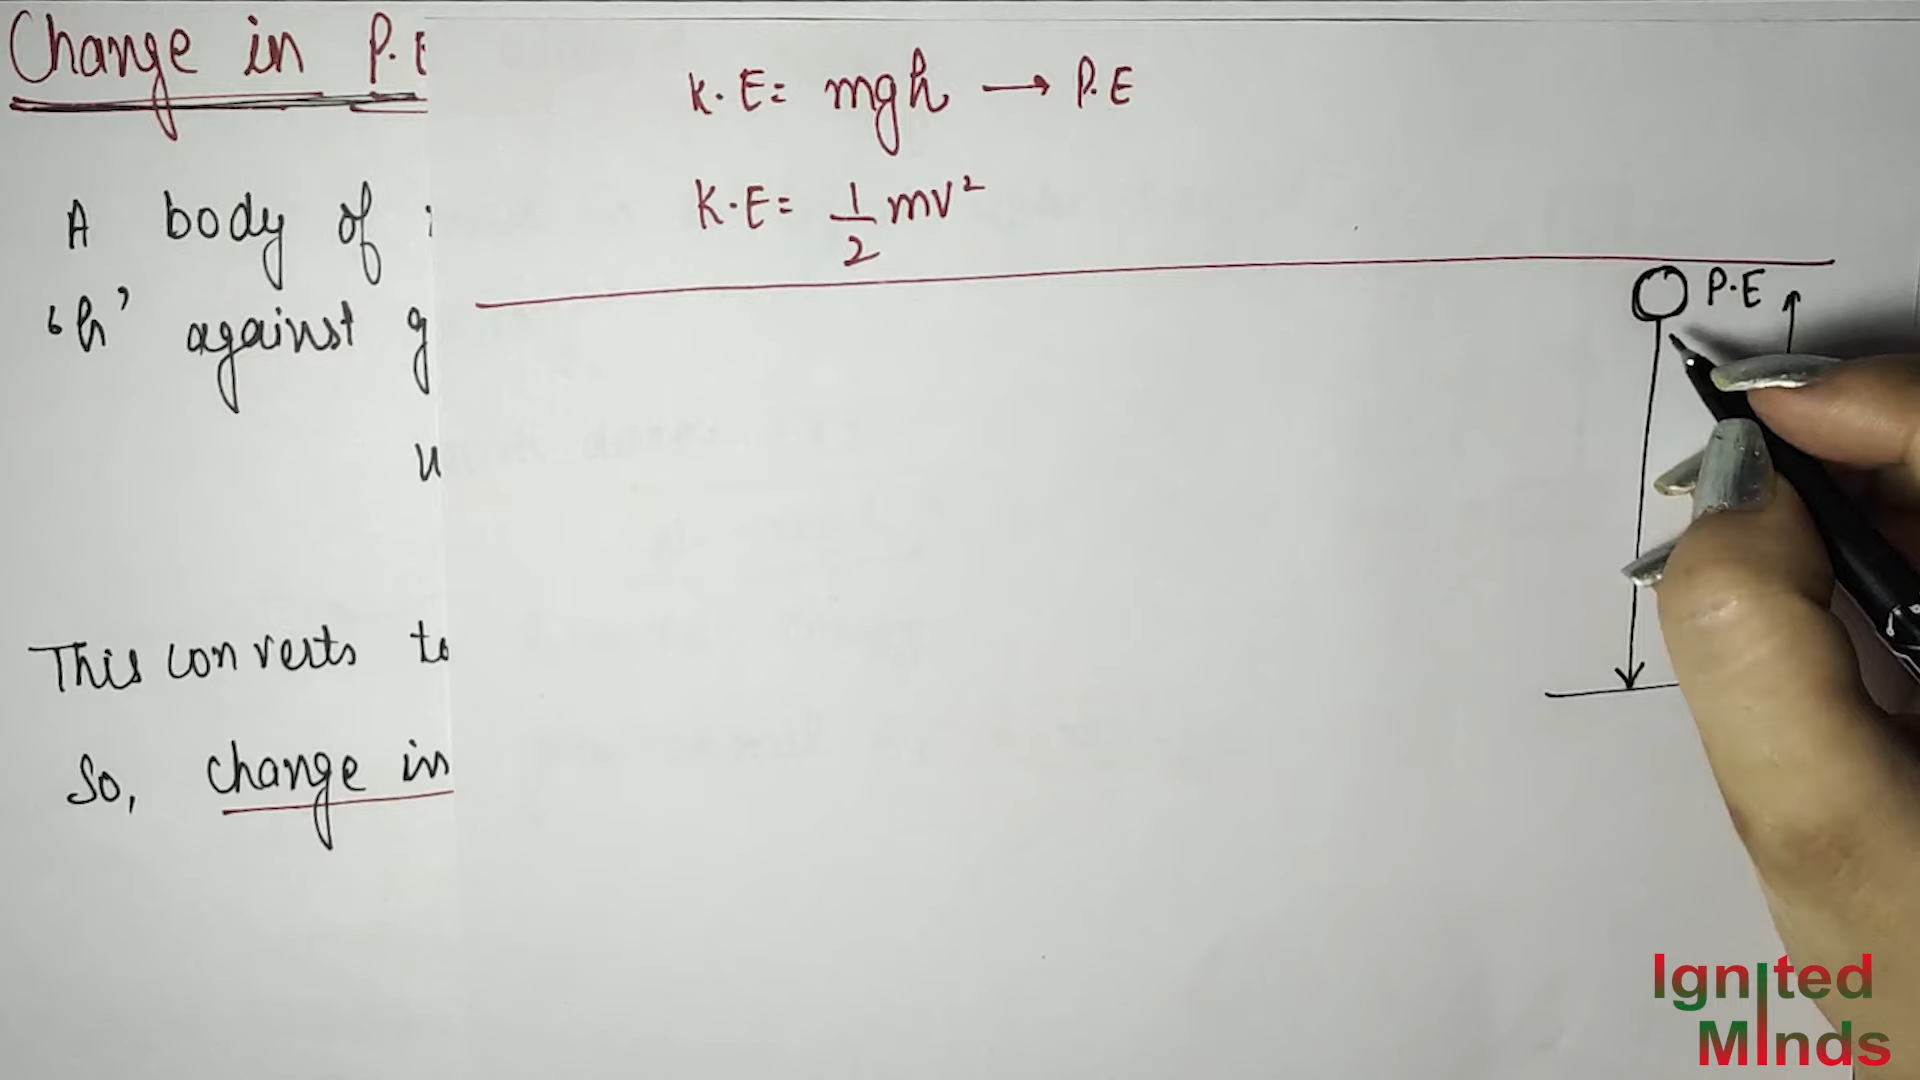 Change in P.E
A body of
'h' against g
This converts to
So, change in
K.E = mgh → P.E
K.E = 1/2 mv²
P.E
Ignited
Minds